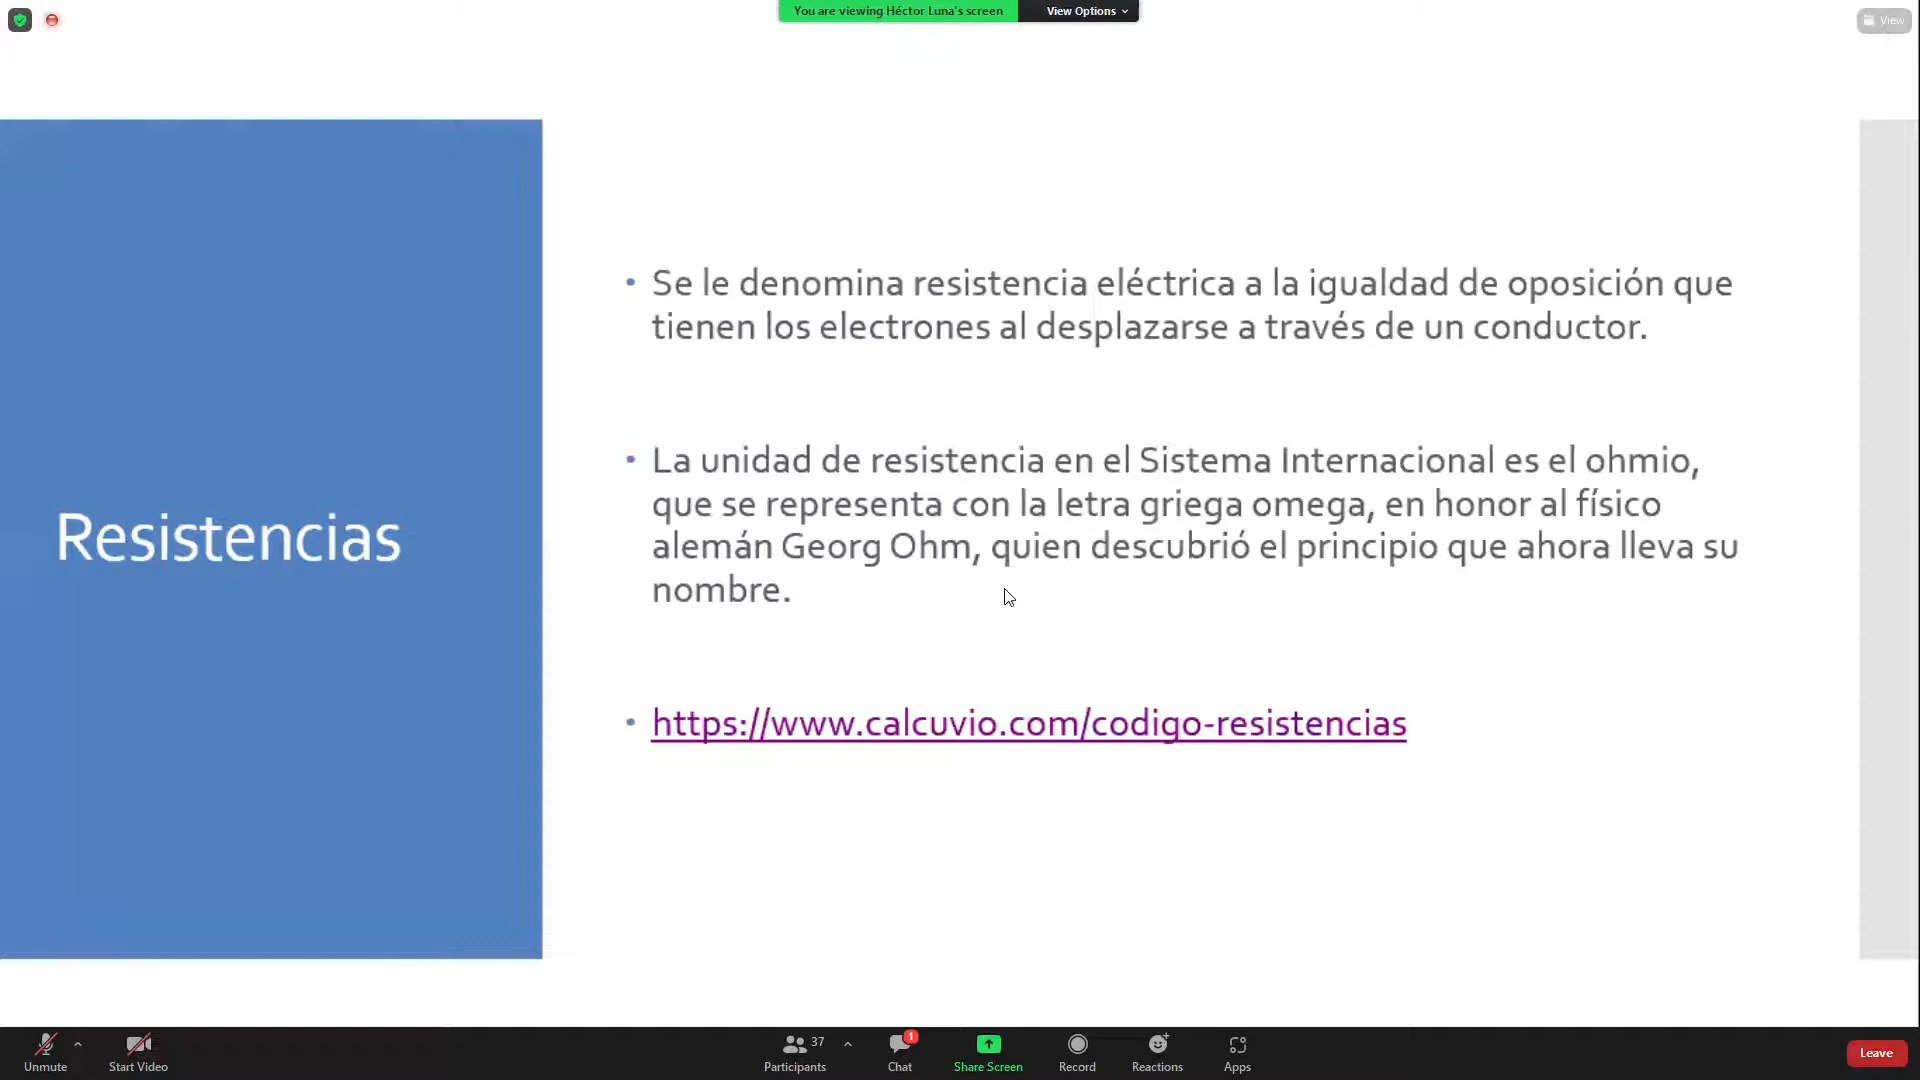 You are viewing Héctor Luna's screen
View Options
View
Resistencias
• Se le denomina resistencia eléctrica a la igualdad de oposición que
tienen los electrones al desplazarse a través de un conductor.
• La unidad de resistencia en el Sistema Internacional es el ohmio,
que se representa con la letra griega omega, en honor al físico
alemán Georg Ohm, quien descubrió el principio que ahora lleva su
nombre.
• https://www.calcuvio.com/codigo-resistencias
Unmute
Start Video
37
Participants
1
Chat
Share Screen
Record
Reactions
Apps
Leave